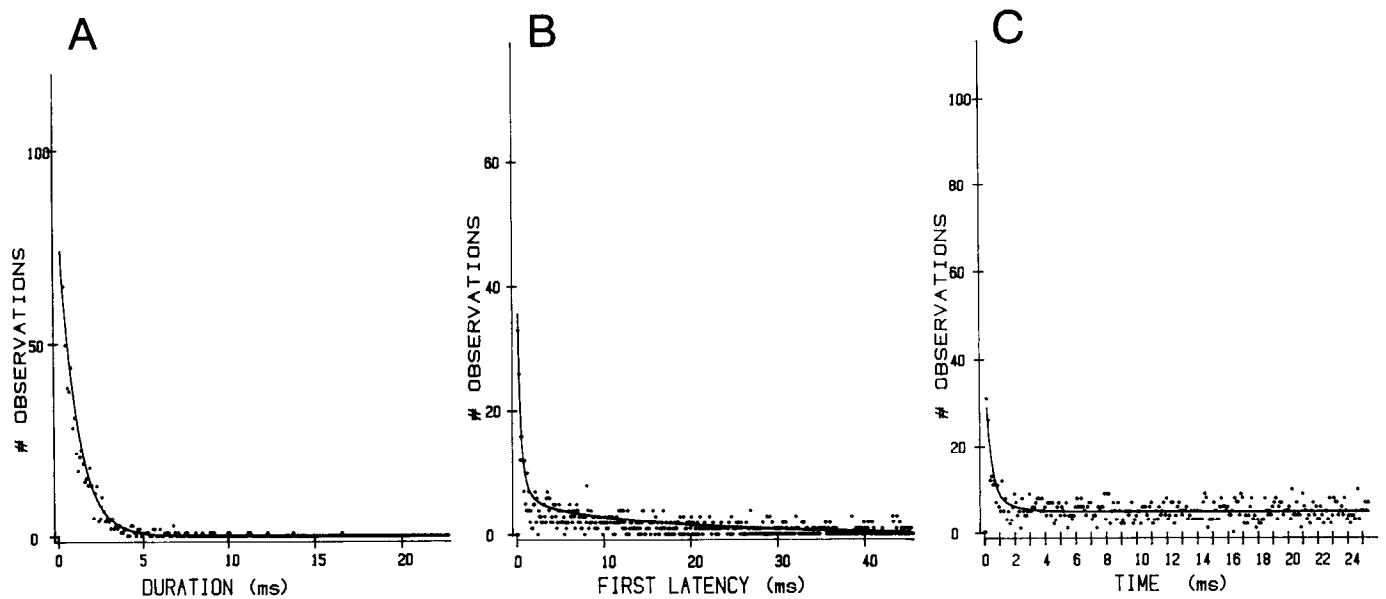 A
# OBSERVATIONS
100
50
0
0 5 10 15 20
DURATION (ms)
B
# OBSERVATIONS
60
40
20
0
0 10 20 30 40
FIRST LATENCY (ms)
C
# OBSERVATIONS
100
80
60
40
20
0
0 2 4 6 8 10 12 14 16 18 20 22 24
TIME (ms)